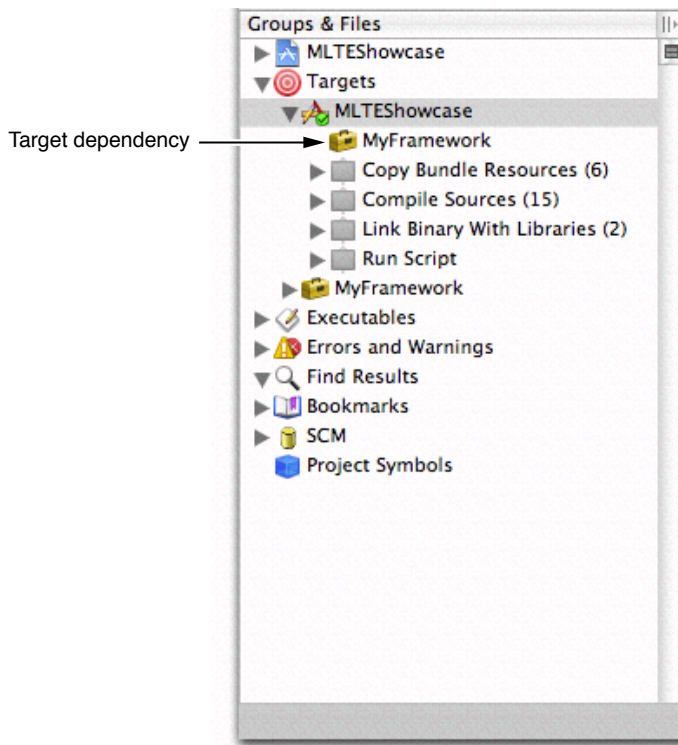 Groups & Files
MLTEShowcase
Targets
MLTEShowcase
Target dependency
MyFramework
Copy Bundle Resources (6)
Compile Sources (15)
Link Binary With Libraries (2)
Run Script
MyFramework
Executables
Errors and Warnings
Find Results
Bookmarks
SCM
Project Symbols